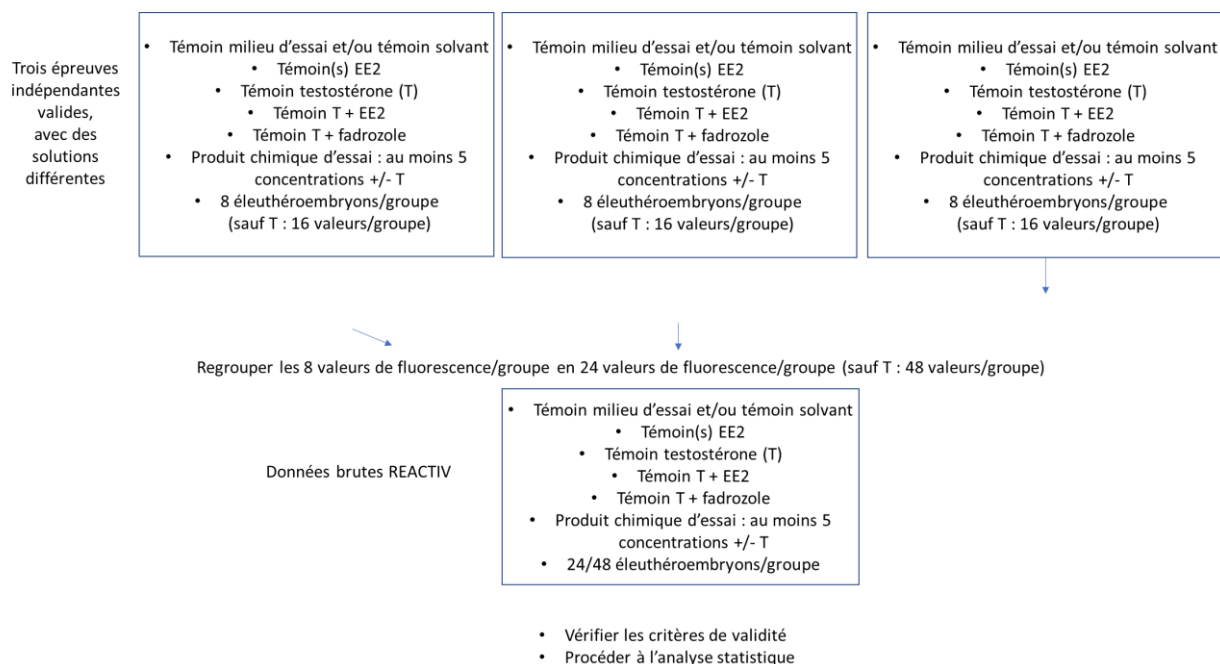 Trois épreuves
indépendantes
valides,
avec des
solutions
différentes
• Témoin milieu d'essai et/ou témoin solvant
• Témoin(s) EE2
• Témoin testostérone (T)
• Témoin T + EE2
• Témoin T + fadrozole
• Produit chimique d'essai : au moins 5
concentrations +/- T
• 8 éleuthéroembryons/groupe
(sauf T : 16 valeurs/groupe)
• Témoin milieu d'essai et/ou témoin solvant
• Témoin(s) EE2
• Témoin testostérone (T)
• Témoin T + EE2
• Témoin T + fadrozole
• Produit chimique d'essai : au moins 5
concentrations +/- T
• 8 éleuthéroembryons/groupe
(sauf T : 16 valeurs/groupe)
• Témoin milieu d'essai et/ou témoin solvant
• Témoin(s) EE2
• Témoin testostérone (T)
• Témoin T + EE2
• Témoin T + fadrozole
• Produit chimique d'essai : au moins 5
concentrations +/- T
• 8 éleuthéroembryons/groupe
(sauf T : 16 valeurs/groupe)
Regrouper les 8 valeurs de fluorescence/groupe en 24 valeurs de fluorescence/groupe (sauf T : 48 valeurs/groupe)
Données brutes REACTIV
• Témoin milieu d'essai et/ou témoin solvant
• Témoin(s) EE2
• Témoin testostérone (T)
• Témoin T + EE2
• Témoin T + fadrozole
• Produit chimique d'essai : au moins 5
concentrations +/- T
• 24/48 éleuthéroembryons/groupe
• Vérifier les critères de validité
• Procéder à l'analyse statistique